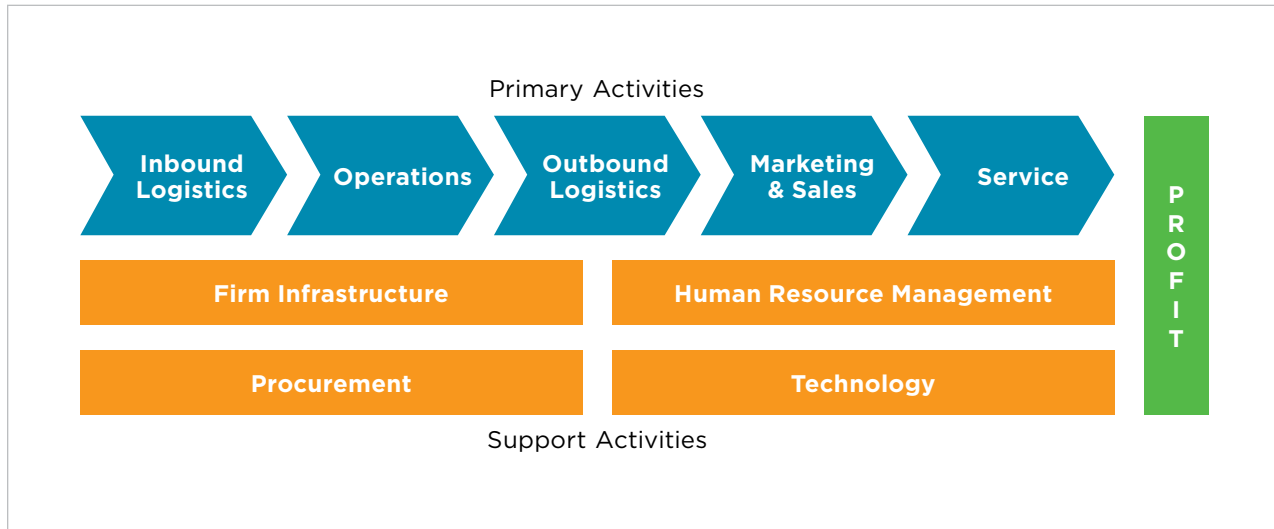 Primary Activities
Inbound
Logistics
Operations
Outbound
Logistics
Marketing
& Sales
Service
Firm Infrastructure
Human Resource Management
Procurement
Technology
Support Activities
P
R
O
F
I
T